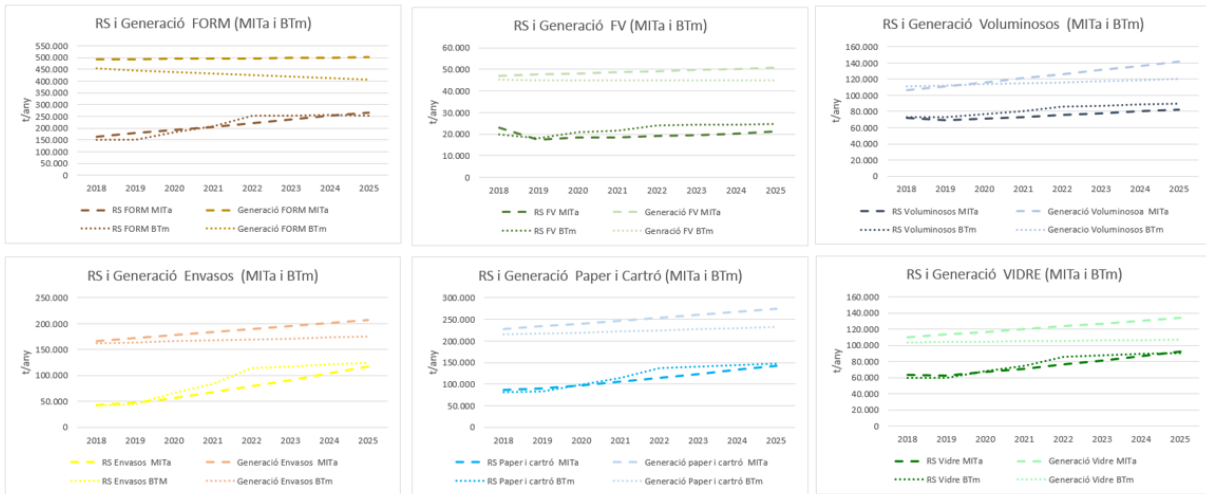 RS i Generació FORM (MITa i BTm)
550.000
500.000
450.000
400.000
350.000
300.000
250.000
200.000
150.000
100.000
50.000
0
t/any
2018 2019 2020 2021 2022 2023 2024 2025
RS FORM MITa Generació FORM MITa
RS FORM BTm Generació FORM BTm
RS i Generació FV (MITa i BTm)
60.000
50.000
40.000
30.000
20.000
10.000
0
t/any
2018 2019 2020 2021 2022 2023 2024 2025
RS FV MITa Generació FV MITa
RS FV BTm Genració FV BTm
RS i Generació Voluminosos (MITa i BTm)
160.000
140.000
120.000
100.000
80.000
60.000
40.000
20.000
0
t/any
2018 2019 2020 2021 2022 2023 2024 2025
RS Voluminosos MITa Generació Voluminosoa MITa
RS Voluminosos BTm Generacio Voluminosos BTm
RS i Generació Envasos (MITa i BTm)
250.000
200.000
150.000
100.000
50.000
0
t/any
2018 2019 2020 2021 2022 2023 2024 2025
RS Envasos MITa Generació Envasos MITa
RS Envasos BTM Generació Envasos BTm
RS i Generació Paper i Cartró (MITa i BTm)
300.000
250.000
200.000
150.000
100.000
50.000
0
t/any
2018 2019 2020 2021 2022 2023 2024 2025
RS Paper i cartró MITa Generació paper i cartró MITa
RS Paper i cartró BTm Generació paper i cartró BTm
RS i Generació VIDRE (MITa i BTm)
160.000
140.000
120.000
100.000
80.000
60.000
40.000
20.000
0
t/any
2018 2019 2020 2021 2022 2023 2024 2025
RS Vidre MITa Generació Vidre MITa
RS Vidre BTm Generació Vidre BTm